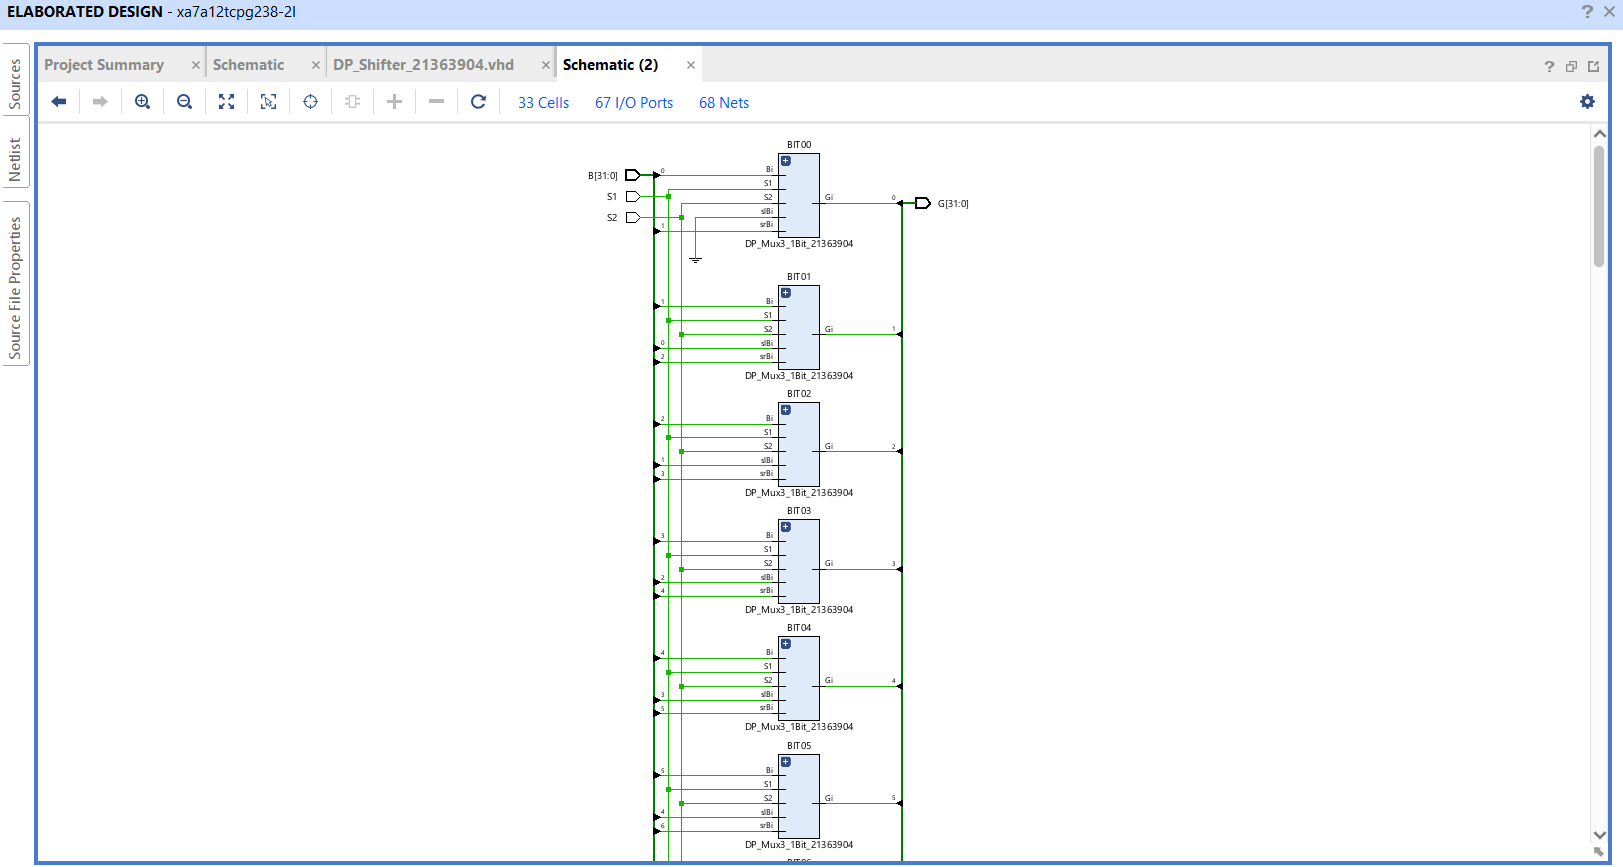 ELABORATED DESIGN - xa7a12tcpg238-2I
Sources
Netlist
Source File Properties
Project Summary
Schematic
DP_Shifter_21363904.vhd
Schematic (2)
33 Cells
67 I/O Ports
68 Nets
B[31:0]
S1
S2
G[31:0]
BIT00
0
Bi
S1
S2
slBi
1
srBi
Gi
0
DP_Mux3_1Bit_21363904
BIT01
1
Bi
S1
S2
0
slBi
2
srBi
Gi
1
DP_Mux3_1Bit_21363904
BIT02
2
Bi
S1
S2
1
slBi
3
srBi
Gi
2
DP_Mux3_1Bit_21363904
BIT03
3
Bi
S1
S2
2
slBi
4
srBi
Gi
3
DP_Mux3_1Bit_21363904
BIT04
4
Bi
S1
S2
3
slBi
5
srBi
Gi
4
DP_Mux3_1Bit_21363904
BIT05
5
Bi
S1
S2
4
slBi
6
srBi
Gi
5
DP_Mux3_1Bit_21363904